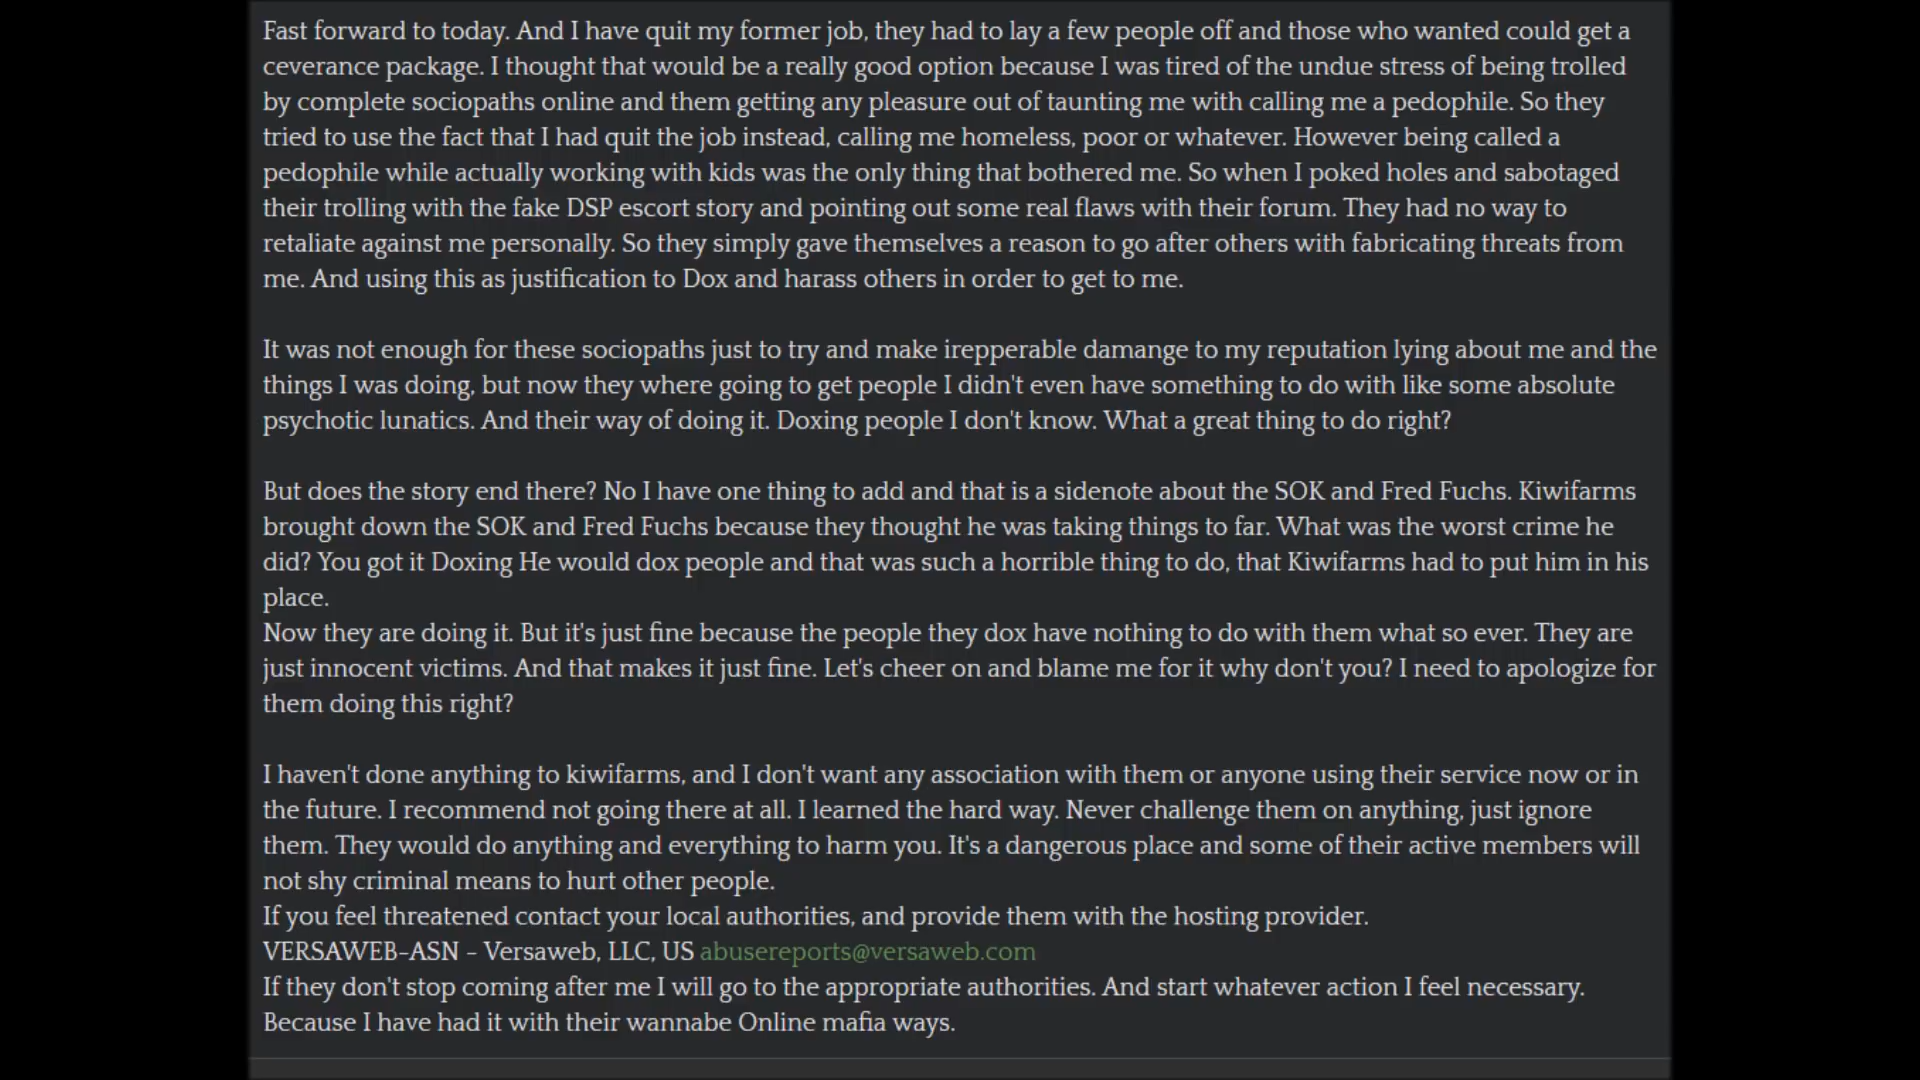 Fast forward to today. And I have quit my former job, they had to lay a few people off and those who wanted could get a
ceverance package. I thought that would be a really good option because I was tired of the undue stress of being trolled
by complete sociopaths online and them getting any pleasure out of taunting me with calling me a pedophile. So they
tried to use the fact that I had quit the job instead, calling me homeless, poor or whatever. However being called a
pedophile while actually working with kids was the only thing that bothered me. So when I poked holes and sabotaged
their trolling with the fake DSP escort story and pointing out some real flaws with their forum. They had no way to
retaliate against me personally. So they simply gave themselves a reason to go after others with fabricating threats from
me. And using this as justification to Dox and harass others in order to get to me.
It was not enough for these sociopaths just to try and make irepperable damange to my reputation lying about me and the
things I was doing, but now they where going to get people I didn't even have something to do with like some absolute
psychotic lunatics. And their way of doing it. Doxing people I don't know. What a great thing to do right?
But does the story end there? No I have one thing to add and that is a sidenote about the SOK and Fred Fuchs. Kiwifarms
brought down the SOK and Fred Fuchs because they thought he was taking things to far. What was the worst crime he
did? You got it Doxing He would dox people and that was such a horrible thing to do, that Kiwifarms had to put him in his
place.
Now they are doing it. But it's just fine because the people they dox have nothing to do with them what so ever. They are
just innocent victims. And that makes it just fine. Let's cheer on and blame me for it why don't you? I need to apologize for
them doing this right?
I haven't done anything to kiwifarms, and I don't want any association with them or anyone using their service now or in
the future. I recommend not going there at all. I learned the hard way. Never challenge them on anything, just ignore
them. They would do anything and everything to harm you. It's a dangerous place and some of their active members will
not shy criminal means to hurt other people.
If you feel threatened contact your local authorities, and provide them with the hosting provider.
VERSAWEB-ASN - Versaweb, LLC, US abusereports@versaweb.com
If they don't stop coming after me I will go to the appropriate authorities. And start whatever action I feel necessary.
Because I have had it with their wannabe Online mafia ways.